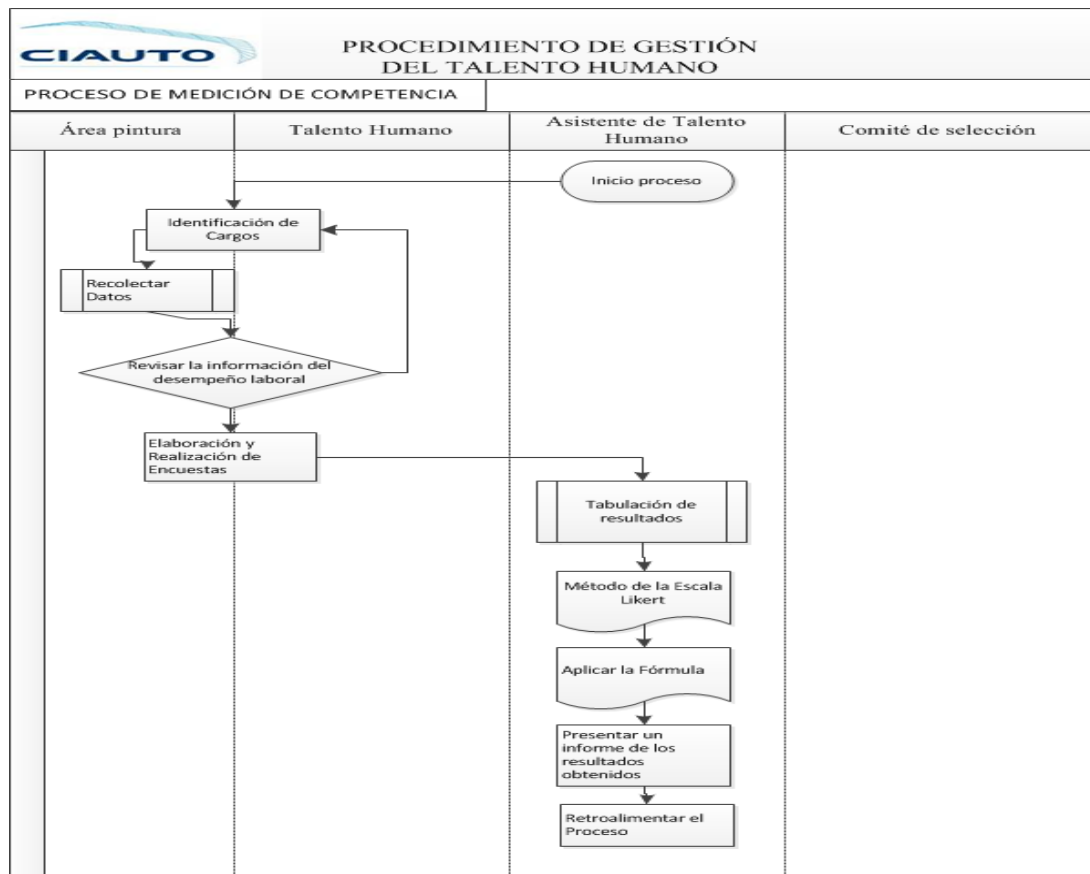 CIAUTO
PROCEDIMIENTO DE GESTIÓN
DEL TALENTO HUMANO
PROCESO DE MEDICIÓN DE COMPETENCIA
Área pintura
Talento Humano
Asistente de Talento
Humano
Comité de selección
Inicio proceso
Identificación de
Cargos
Recolectar
Datos
Revisar la información del
desempeño laboral
Elaboración y
Realización de
Encuestas
Tabulación de
resultados
Método de la Escala
Likert
Aplicar la Fórmula
Presentar un
informe de los
resultados
obtenidos
Retroalimentar el
Proceso